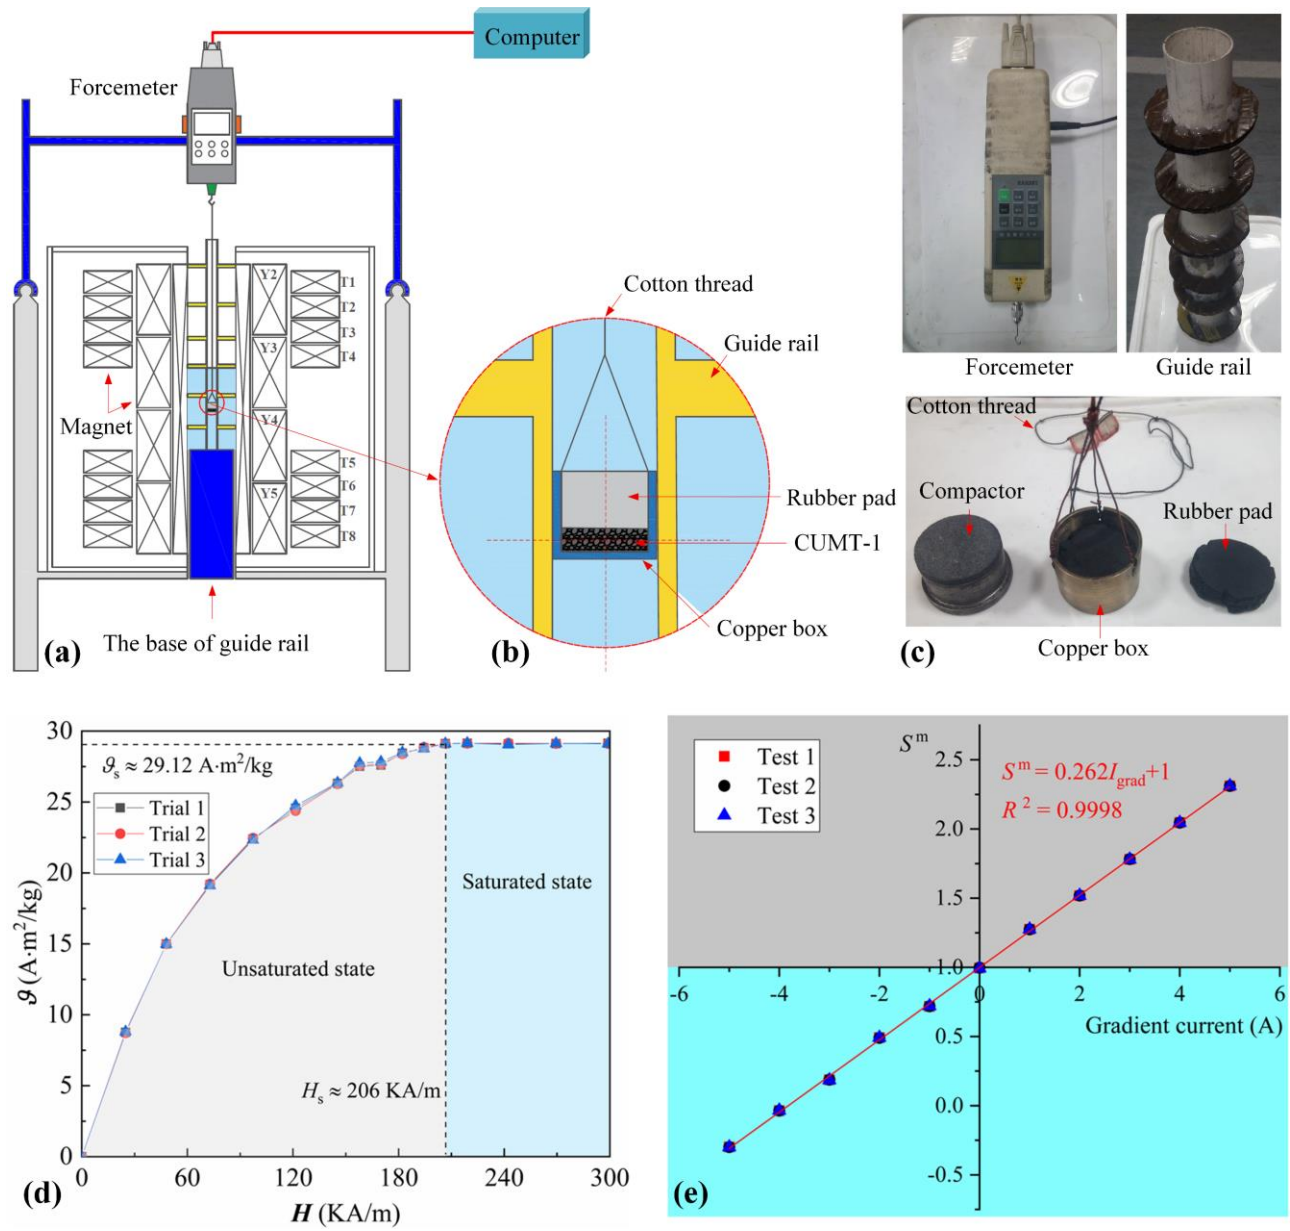 Computer
Forcemeter
Y2
T1
T2
T3
Y3
T4
Magnet
Y4
T5
T6
Y5
T7
T8
The base of guide rail
(a)
Cotton thread
Guide rail
Rubber pad
CUMT-1
Copper box
(b)
Forcemeter
Guide rail
Cotton thread
Compactor
Rubber pad
Copper box
(c)
30
25
20
15
10
5
0
ϑ (A·m²/kg)
ϑs ≈ 29.12 A·m²/kg
Trial 1
Trial 2
Trial 3
Saturated state
Unsaturated state
Hs ≈ 206 KA/m
0 60 120 180 240 300
H (KA/m)
(d)
Sᵐ
2.5
2.0
1.5
1.0
0.5
0.0
-0.5
Test 1
Test 2
Test 3
Sᵐ = 0.262Igrad+1
R² = 0.9998
-6 -4 -2 0 2 4 6
Gradient current (A)
(e)